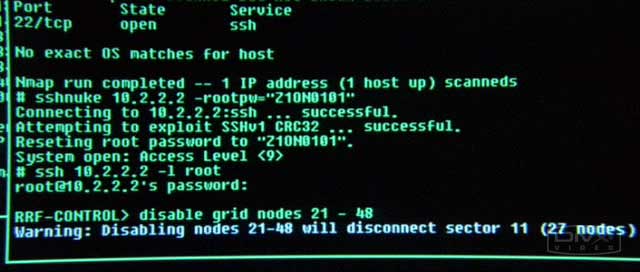 Port State Service
22/tcp open ssh
No exact OS matches for host
Nmap run completed -- 1 IP address (1 host up) scanneds
# sshnuke 10.2.2.2 -rootpw="Z10N0101"
Connecting to 10.2.2.2:ssh ... successful.
Attempting to exploit SSHv1 CRC32 ... successful.
Reseting root password to "Z10N0101".
System open: Access Level <9>
# ssh 10.2.2.2 -l root
root@10.2.2.2's password:
RRF-CONTROL> disable grid nodes 21 - 48
Warning: Disabling nodes 21-48 will disconnect sector 11 (27 nodes)
DIVX
VIDEO